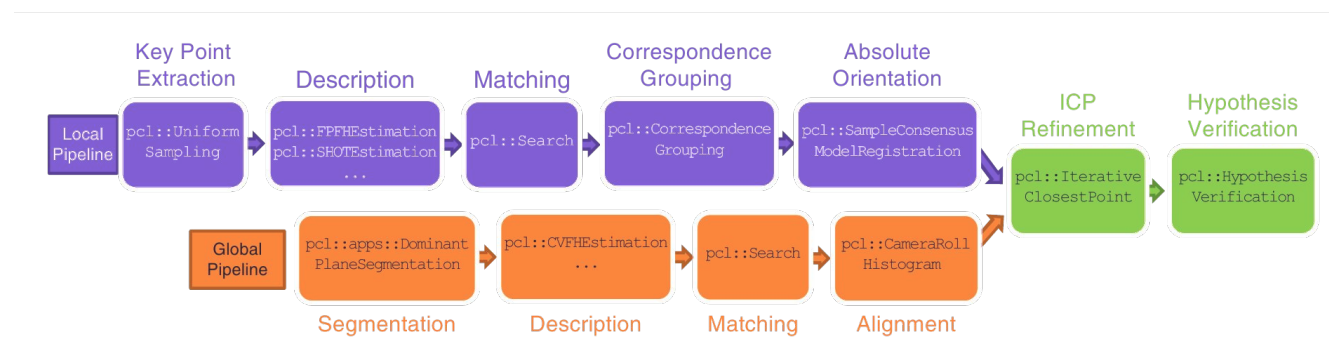 Key Point
Extraction
Description
Matching
Correspondence
Grouping
Absolute
Orientation
ICP
Refinement
Hypothesis
Verification
Local
Pipeline
pcl::Uniform
Sampling
pcl::FPFHEstimation
pcl::SHOTEstimation
...
pcl::Search
pcl::Correspondence
Grouping
pcl::SampleConsensus
ModelRegistration
pcl::Iterative
ClosestPoint
pcl::Hypothesis
Verification
Global
Pipeline
pcl::apps::Dominant
PlaneSegmentation
pcl::CVFHEstimation
...
pcl::Search
pcl::CameraRoll
Histogram
Segmentation
Description
Matching
Alignment